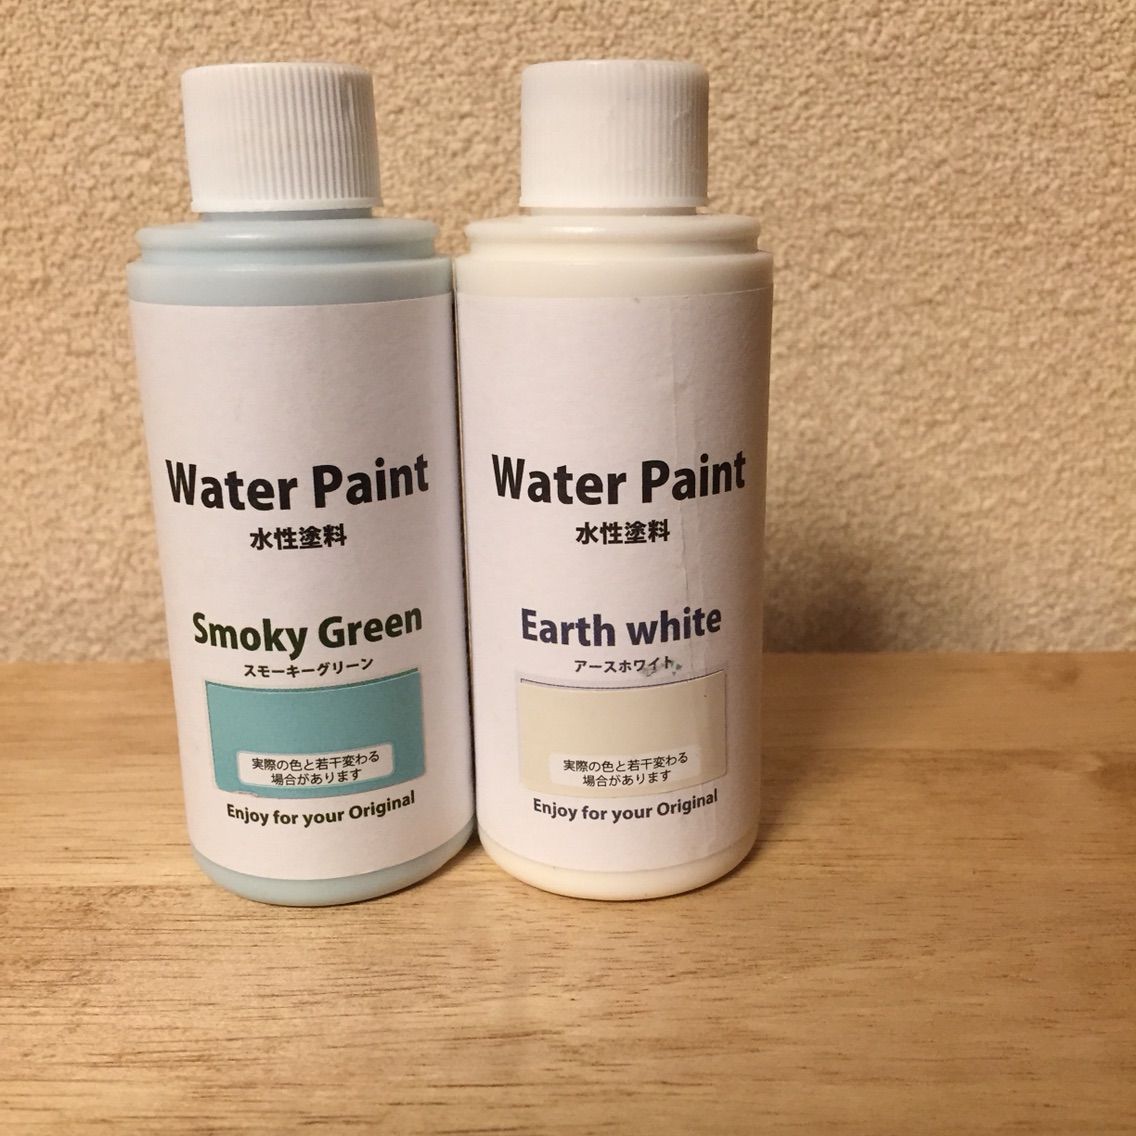 Water Paint
水性塗料
Smoky Green
スモーキーグリーン
実際の色と若干変わる
場合があります
Enjoy for your Original
Water Paint
水性塗料
Earth white
アースホワイト
実際の色と若干変わる
場合があります
Enjoy for your Original